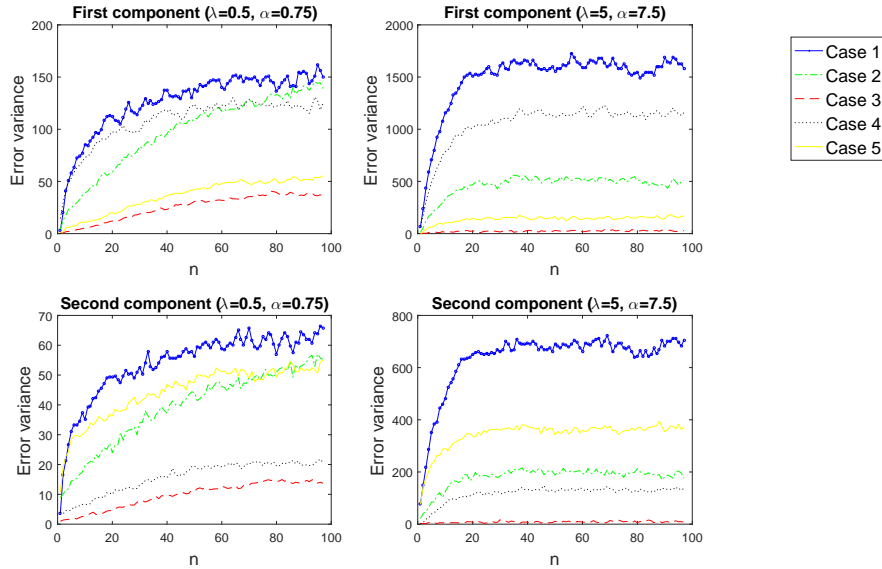 First component (λ=0.5, α=0.75)
200
150
100
50
0
Error variance
0 20 40 60 80 100
n
First component (λ=5, α=7.5)
2000
1500
1000
500
0
Error variance
0 20 40 60 80 100
n
Case 1
Case 2
Case 3
Case 4
Case 5
Second component (λ=0.5, α=0.75)
70
60
50
40
30
20
10
0
Error variance
0 20 40 60 80 100
n
Second component (λ=5, α=7.5)
800
600
400
200
0
Error variance
0 20 40 60 80 100
n